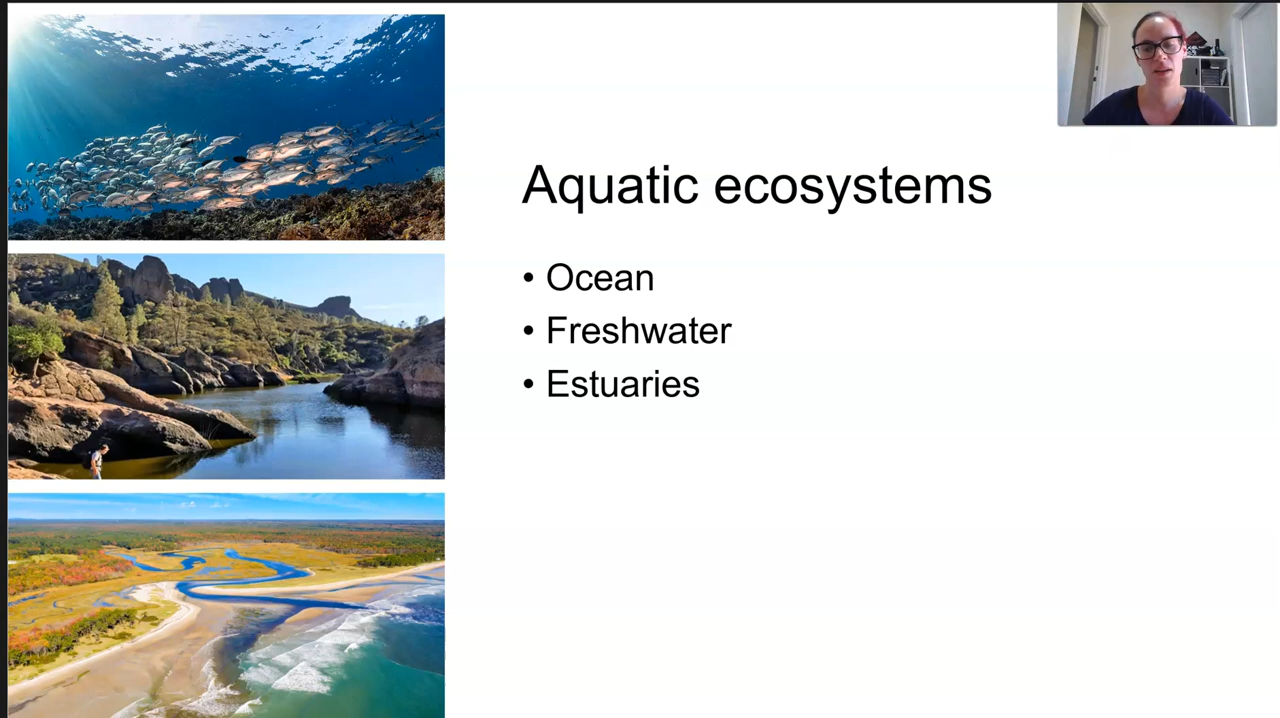 Aquatic ecosystems
• Ocean
• Freshwater
• Estuaries